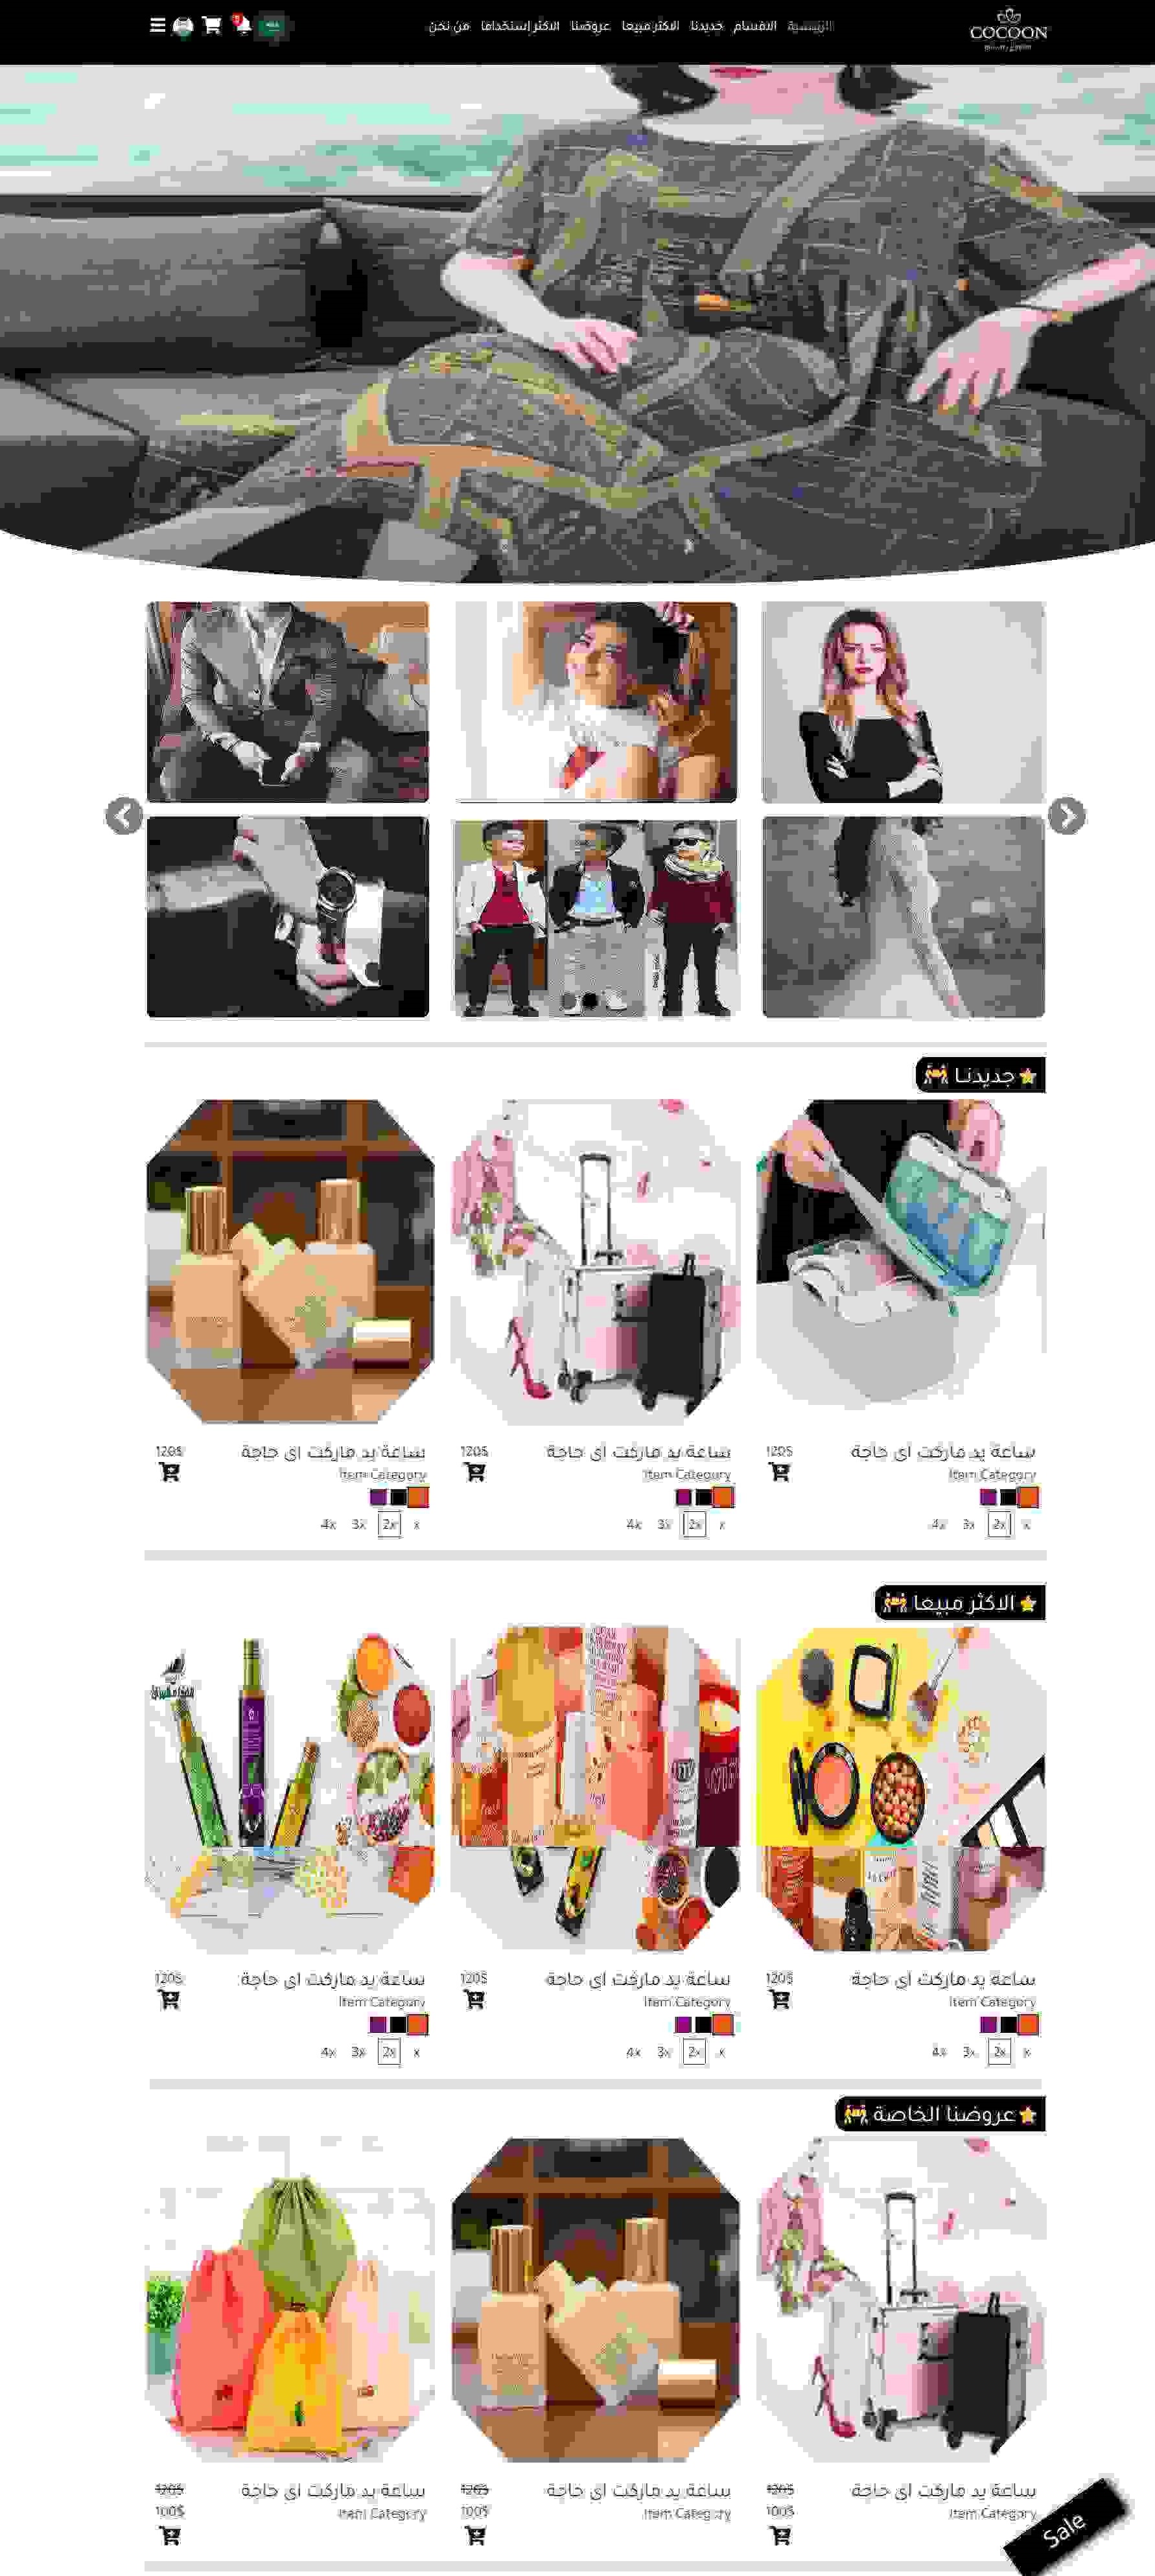 COCOON
الرئيسية الاقسام جديدنا الاكثر مبيعا عروضنا الاكثر إستخداما من نحن
جديدنا
ساعة يد ماركت اى حاجة 120$
Item Category
x 2x 3x 4x
ساعة يد ماركت اى حاجة 120$
Item Category
x 2x 3x 4x
ساعة يد ماركت اى حاجة 120$
Item Category
x 2x 3x 4x
الاكثر مبيعا
ساعة يد ماركت اى حاجة 120$
Item Category
x 2x 3x 4x
ساعة يد ماركت اى حاجة 120$
Item Category
x 2x 3x 4x
ساعة يد ماركت اى حاجة 120$
Item Category
x 2x 3x 4x
عروضنا الخاصة
ساعة يد ماركت اى حاجة 120$
Item Category 100$
ساعة يد ماركت اى حاجة 120$
Item Category 100$
ساعة يد ماركت اى حاجة 120$
Item Category 100$
Sale